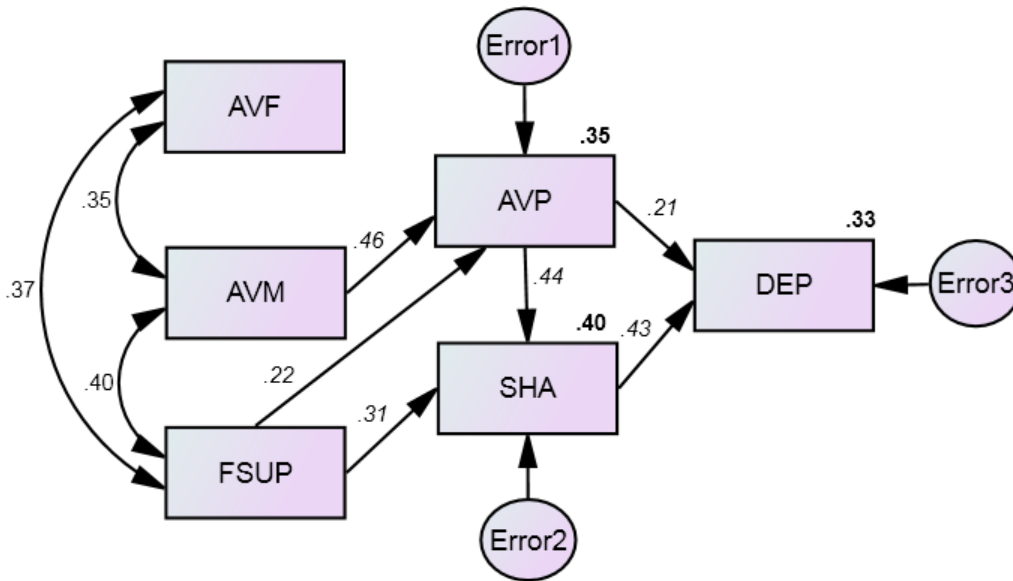 Error1
AVF
.35
AVP
.35
.21
.46
.33
.37
AVM
.44
DEP
Error3
.40
.43
.40
.22
SHA
.31
FSUP
Error2